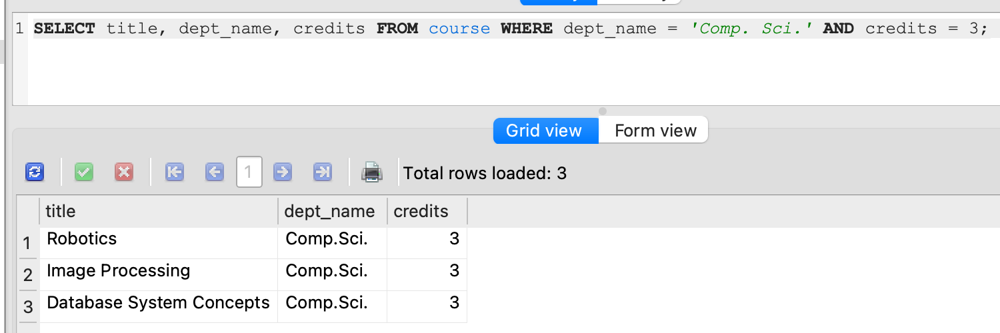 1 SELECT title, dept_name, credits FROM course WHERE dept_name = 'Comp. Sci.' AND credits = 3;
Grid view Form view
1 Total rows loaded: 3
title dept_name credits
1 Robotics Comp.Sci. 3
2 Image Processing Comp.Sci. 3
3 Database System Concepts Comp.Sci. 3